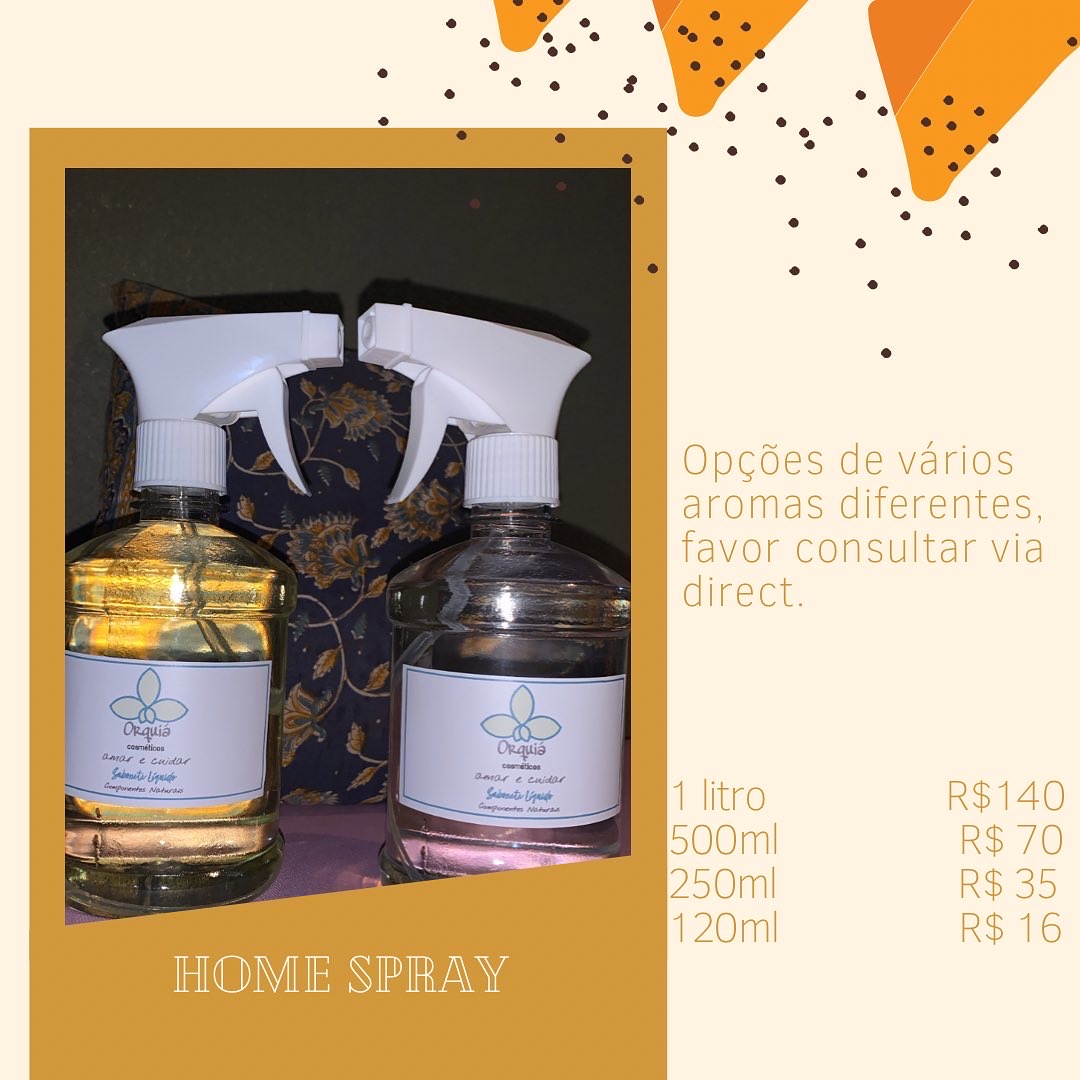 Opções de vários
aromas diferentes,
favor consultar via
direct.
Orquiá
cosméticos
amar e cuidar
Sabonete Líquido
Componentes Naturais
Orquiá
cosméticos
amar e cuidar
Sabonete Líquido
Componentes Naturais
1 litro R$140
500ml R$ 70
250ml R$ 35
120ml R$ 16
HOME SPRAY